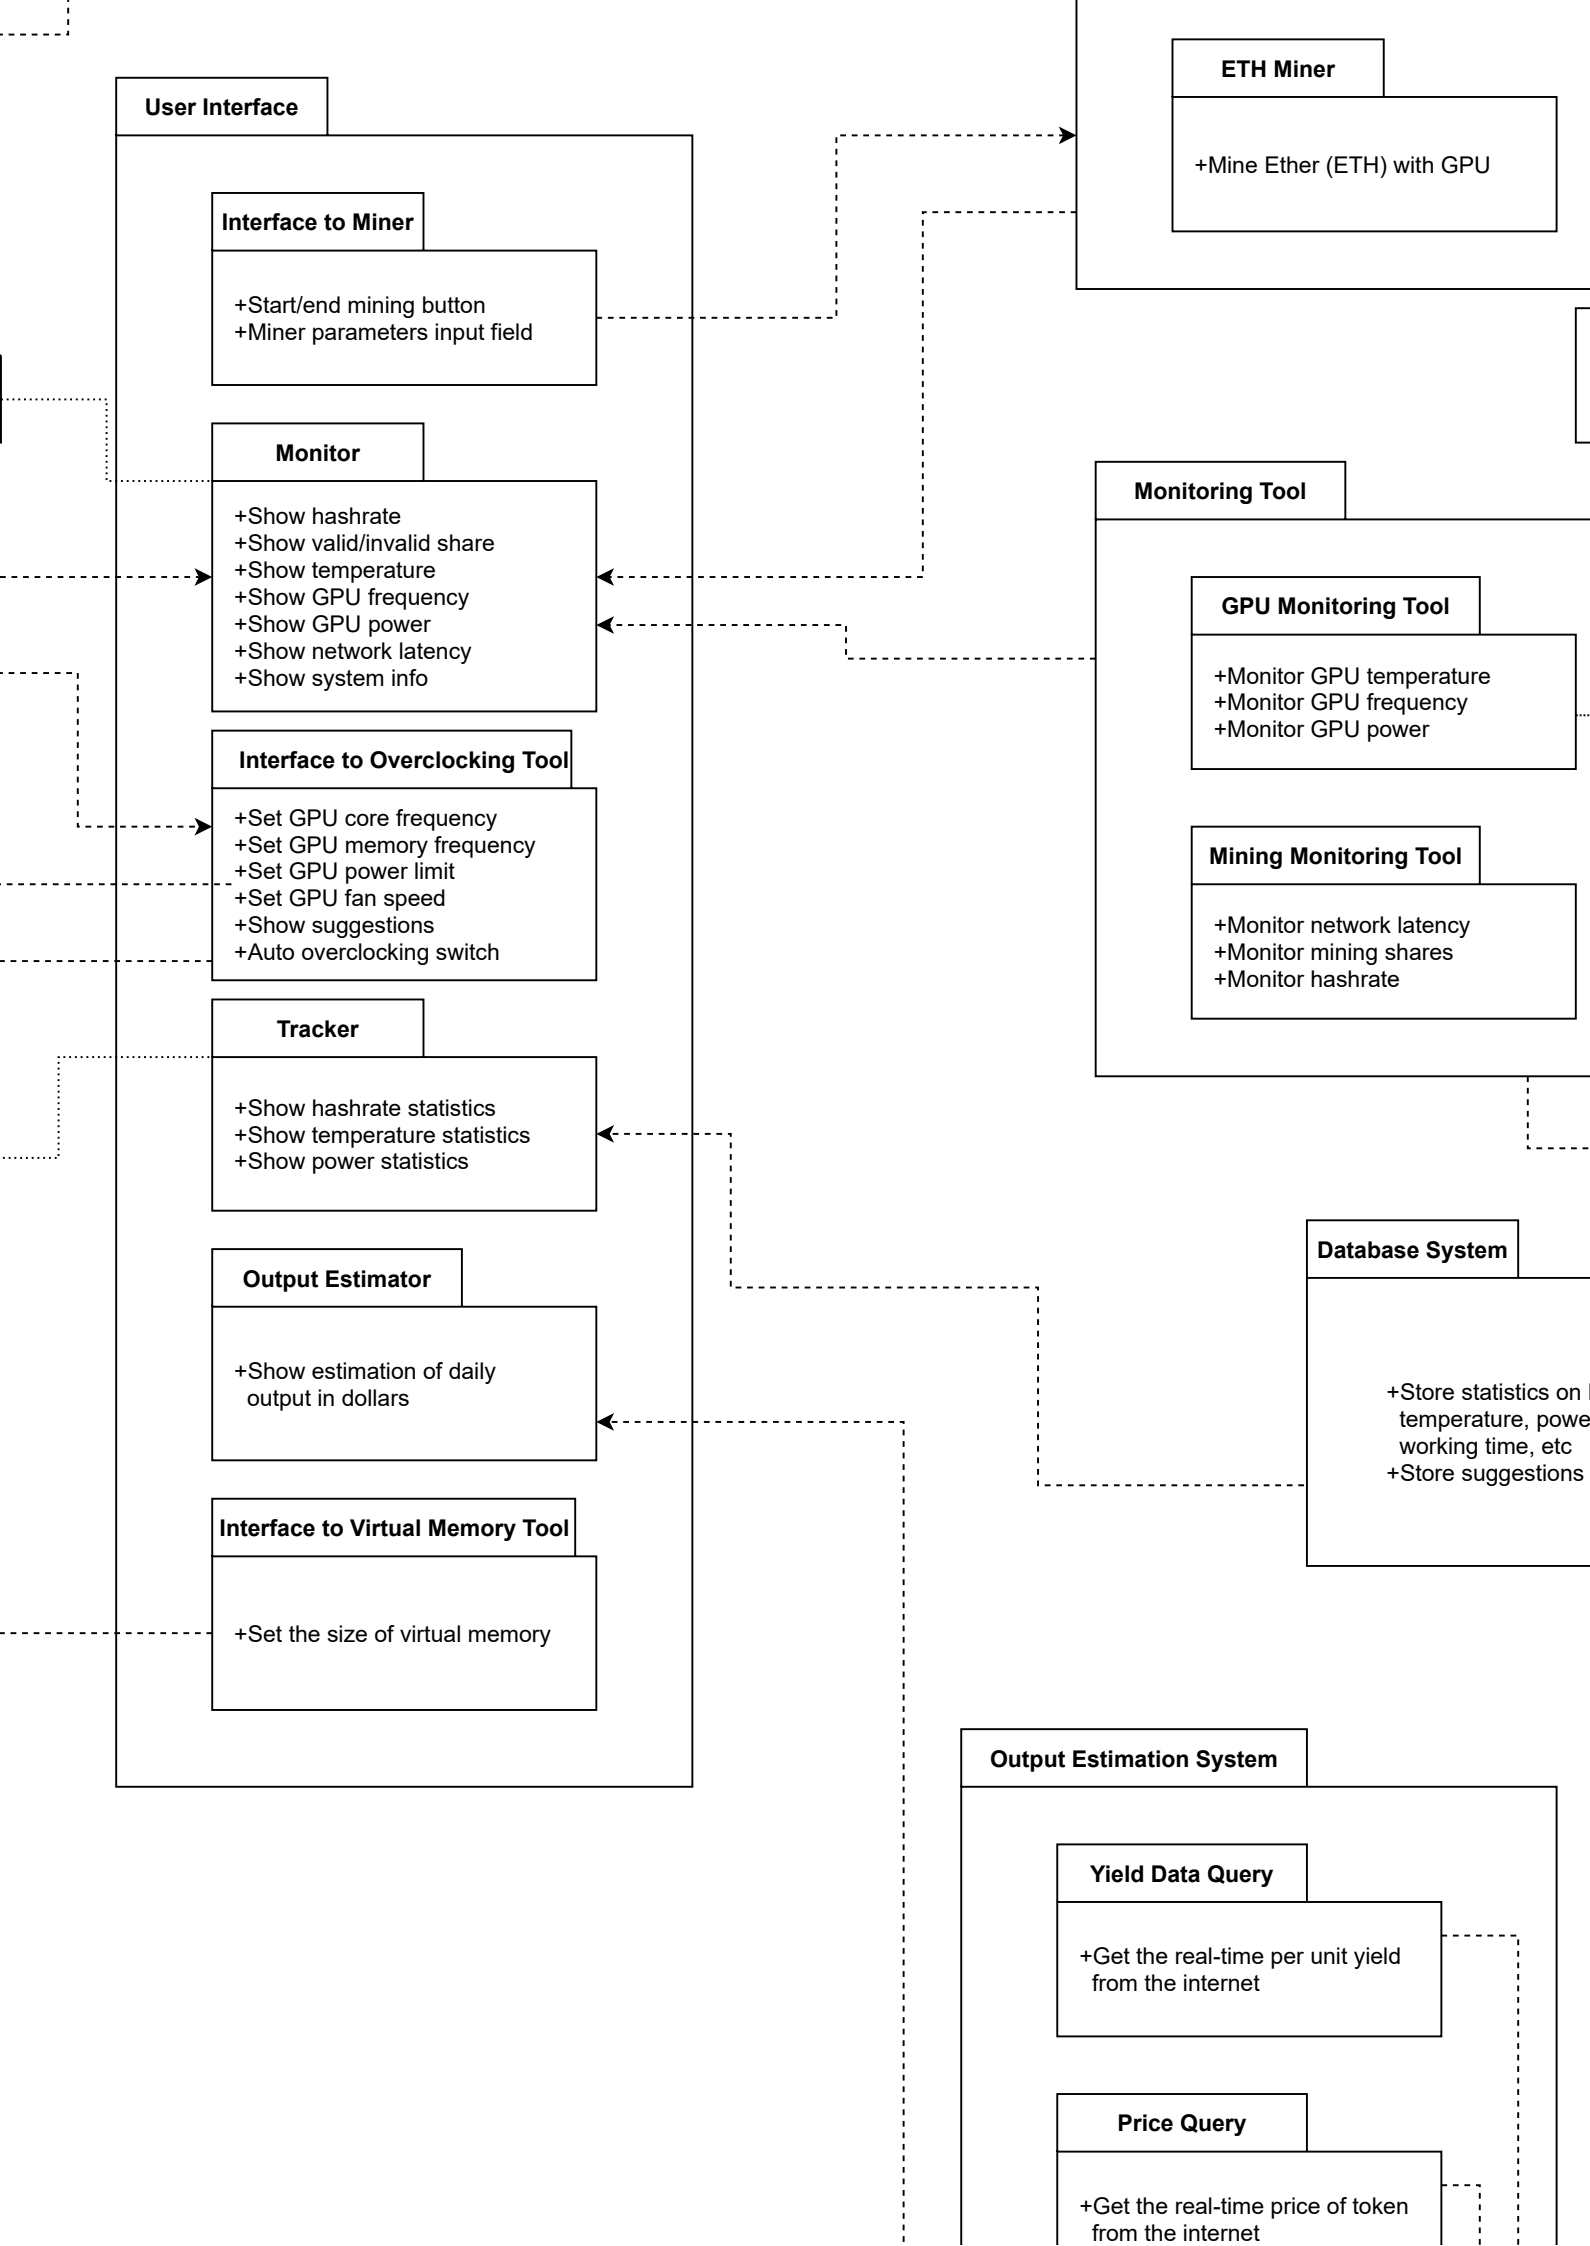 User Interface
Interface to Miner
+Start/end mining button
+Miner parameters input field
Monitor
+Show hashrate
+Show valid/invalid share
+Show temperature
+Show GPU frequency
+Show GPU power
+Show network latency
+Show system info
Interface to Overclocking Tool
+Set GPU core frequency
+Set GPU memory frequency
+Set GPU power limit
+Set GPU fan speed
+Show suggestions
+Auto overclocking switch
Tracker
+Show hashrate statistics
+Show temperature statistics
+Show power statistics
Output Estimator
+Show estimation of daily
output in dollars
Interface to Virtual Memory Tool
+Set the size of virtual memory
ETH Miner
+Mine Ether (ETH) with GPU
Monitoring Tool
GPU Monitoring Tool
+Monitor GPU temperature
+Monitor GPU frequency
+Monitor GPU power
Mining Monitoring Tool
+Monitor network latency
+Monitor mining shares
+Monitor hashrate
Database System
+Store statistics on
temperature,
working time, etc
+Store suggestions
Output Estimation System
Yield Data Query
+Get the real-time per unit yield
from the internet
Price Query
+Get the real-time price of token
from the internet